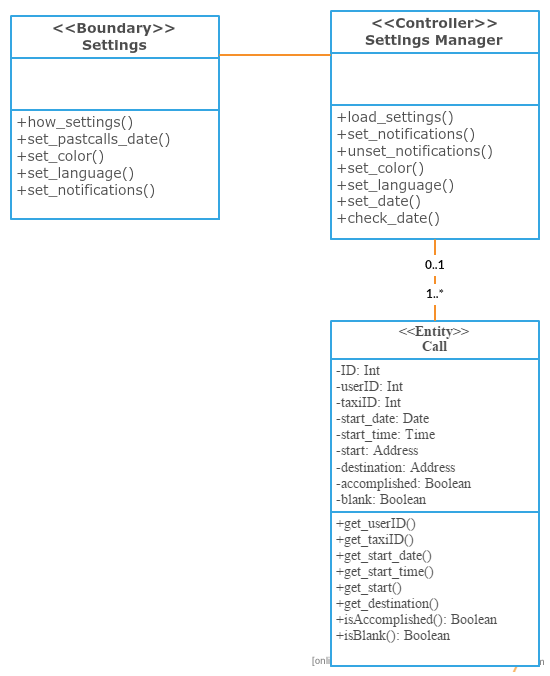 <<Boundary>>
Settings
+how_settings()
+set_pastcalls_date()
+set_color()
+set_language()
+set_notifications()
<<Controller>>
Settings Manager
+load_settings()
+set_notifications()
+unset_notifications()
+set_color()
+set_language()
+set_date()
+check_date()
0..1
1..*
<<Entity>>
Call
-ID: Int
-userID: Int
-taxiID: Int
-start_date: Date
-start_time: Time
-start: Address
-destination: Address
-accomplished: Boolean
-blank: Boolean
+get_userID()
+get_taxiID()
+get_start_date()
+get_start_time()
+get_start()
+get_destination()
+isAccomplished(): Boolean
+isBlank(): Boolean